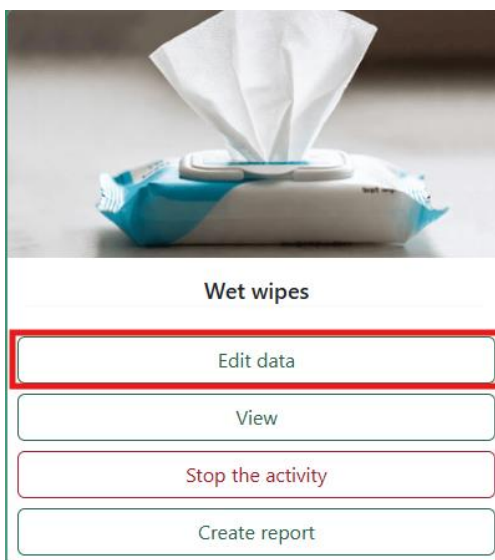 Wet wipes
Edit data
View
Stop the activity
Create report